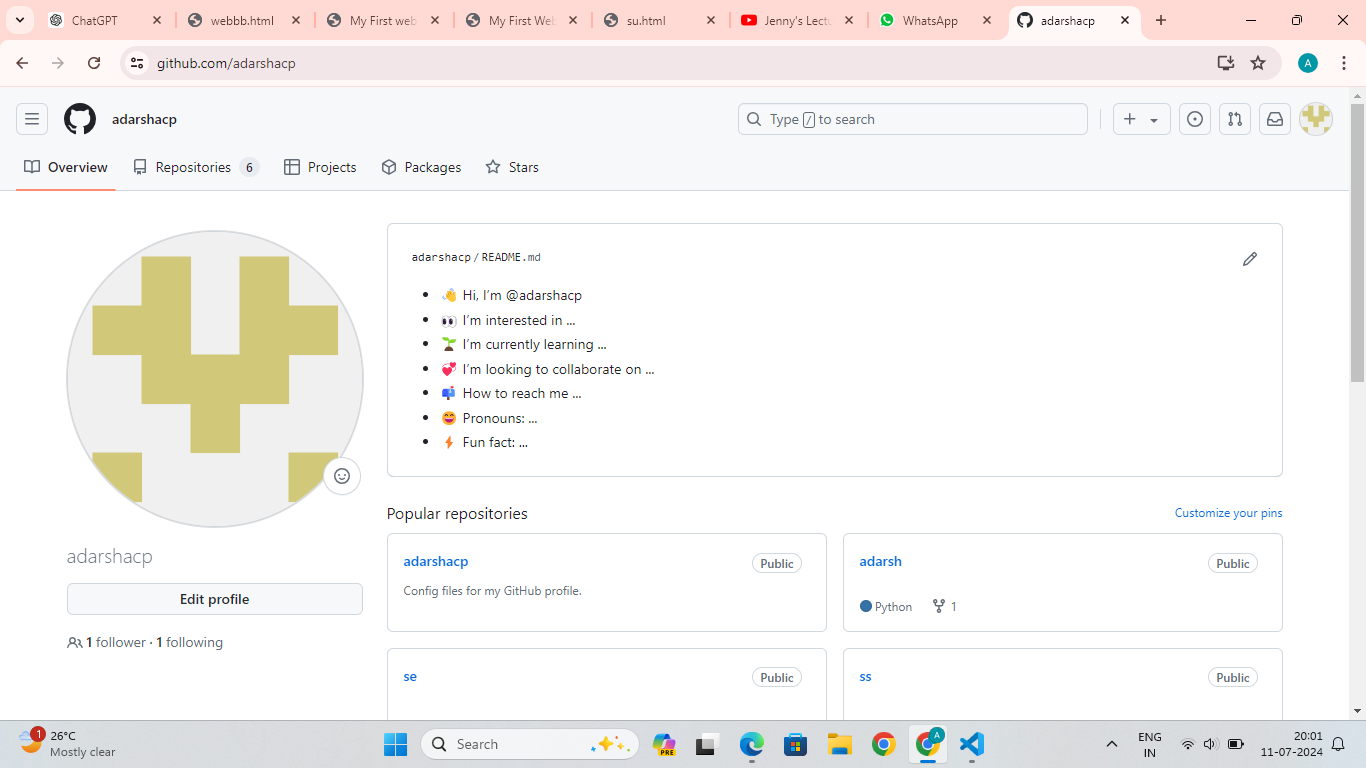 ChatGPT
webbb.html
My First web
My First Web
su.html
Jenny's Lectu
WhatsApp
adarshacp
github.com/adarshacp
A
adarshacp
Type / to search
Overview
Repositories 6
Projects
Packages
Stars
adarshacp/README.md
👋 Hi, I’m @adarshacp
👀 I’m interested in ...
🌱 I’m currently learning ...
💞️ I’m looking to collaborate on ...
📫 How to reach me ...
😄 Pronouns: ...
⚡ Fun fact: ...
Popular repositories
Customize your pins
adarshacp
Public
Config files for my GitHub profile.
adarsh
Public
Python
1
se
Public
ss
Public
adarshacp
Edit profile
1 follower · 1 following
1
26°C
Mostly clear
Search
PRE
A
ENG
IN
20:01
11-07-2024